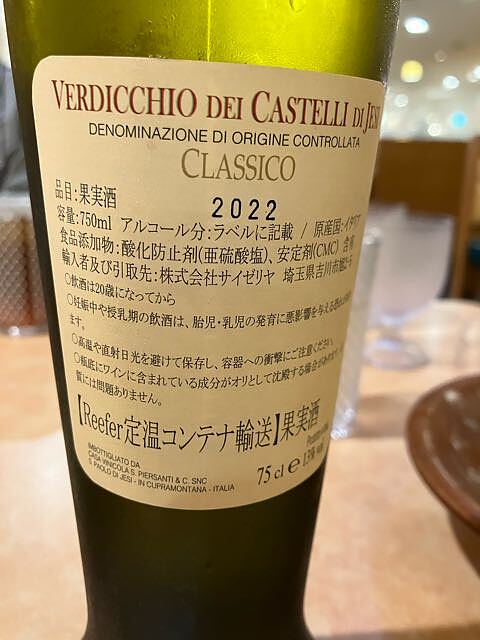 VERDICCHIO DEI CASTELLI DI JESI
DENOMINAZIONE DI ORIGINE CONTROLLATA
CLASSICO
2022
品目:果実酒
容量:750ml アルコール分:ラベルに記載 / 原産国:イタリア
食品添加物:酸化防止剤(亜硫酸塩)、安定剤(CMC) 含有
輸入者及び引取先:株式会社サイゼリヤ 埼玉県吉川市旭2-5
○飲酒は20歳になってから
○妊娠中や授乳期の飲酒は、胎児・乳児の発育に悪影響を与える
ます。
○高温や直射日光を避けて保存し、容器への衝撃にご注意ください。
○瓶底にワインに含まれている成分がオリとして沈殿する場合があります
質には問題ありません。
【Reefer定温コンテナ輸送】果実酒
IMBOTTIGLIATO DA
CASA VINICOLA S. PIERSANTI & C. SNC
S. PAOLO DI JESI - IN CUPRAMONTANA - ITALIA
75 cl e 13% vol